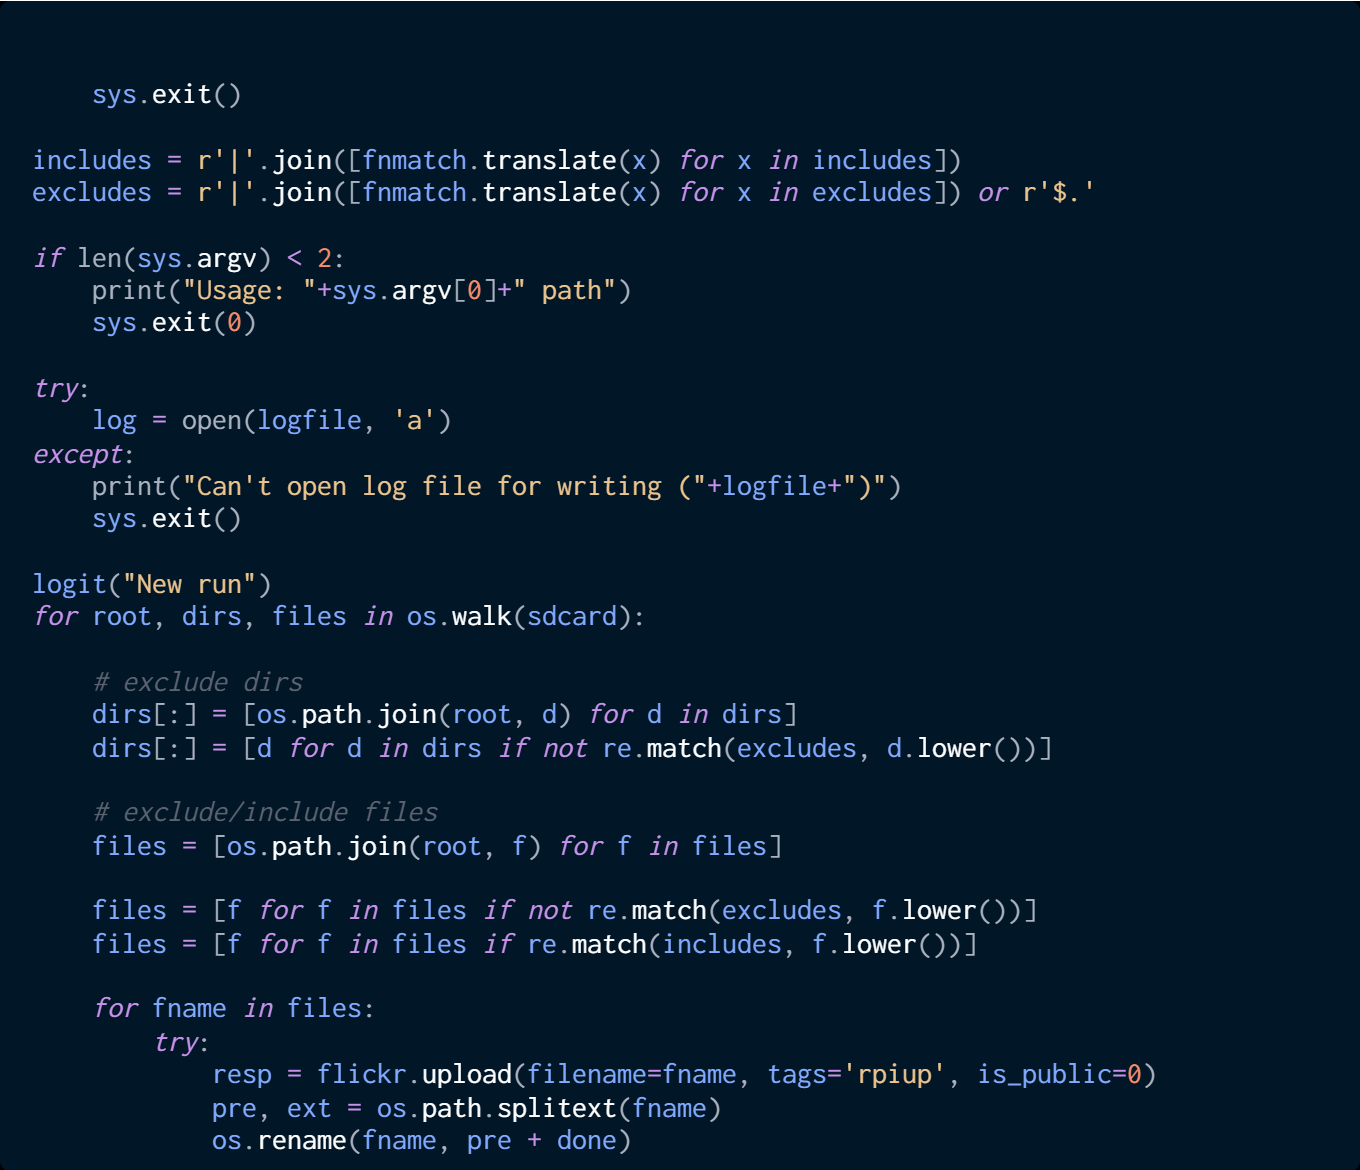 sys.exit()

includes = r'|'.join([fnmatch.translate(x) for x in includes])
excludes = r'|'.join([fnmatch.translate(x) for x in excludes]) or r'$.'

if len(sys.argv) < 2:
    print("Usage: "+sys.argv[0]+" path")
    sys.exit(0)

try:
    log = open(logfile, 'a')
except:
    print("Can't open log file for writing ("+logfile+")")
    sys.exit()

logit("New run")
for root, dirs, files in os.walk(sdcard):

    # exclude dirs
    dirs[:] = [os.path.join(root, d) for d in dirs]
    dirs[:] = [d for d in dirs if not re.match(excludes, d.lower())]

    # exclude/include files
    files = [os.path.join(root, f) for f in files]

    files = [f for f in files if not re.match(excludes, f.lower())]
    files = [f for f in files if re.match(includes, f.lower())]

    for fname in files:
        try:
            resp = flickr.upload(filename=fname, tags='rpiup', is_public=0)
            pre, ext = os.path.splitext(fname)
            os.rename(fname, pre + done)